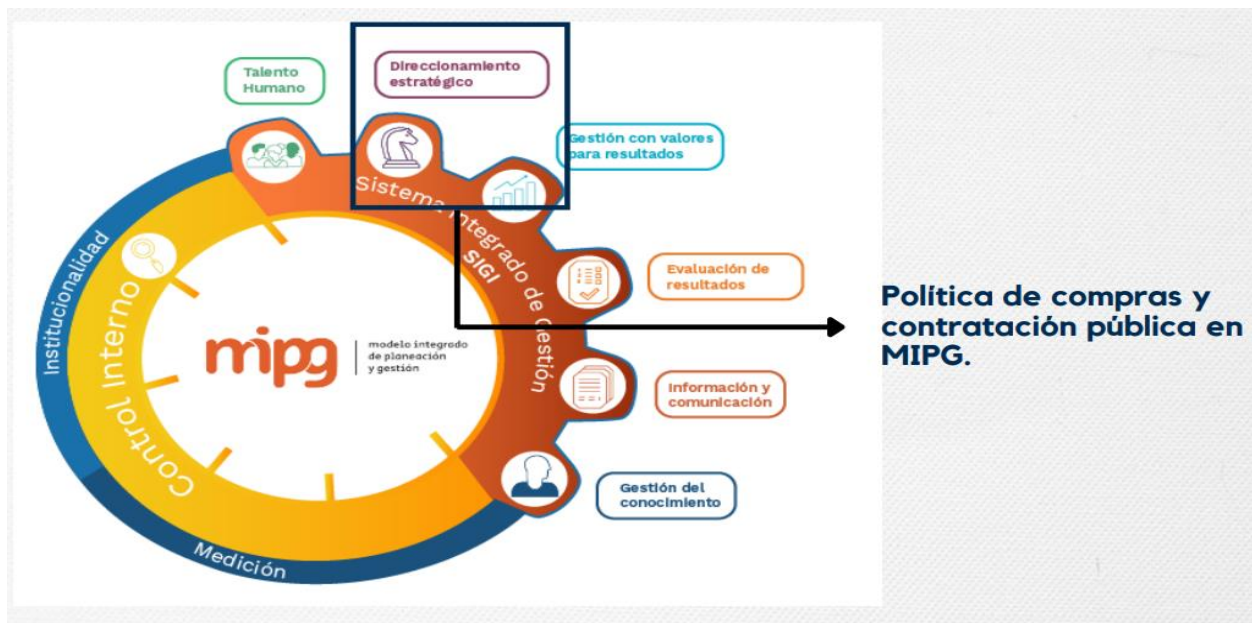 Talento
Humano
Direccionamiento
estratégico
Gestión con valores
para resultados
Evaluación de
resultados
Información y
comunicación
Gestión del
conocimiento
Sistema Integrado de Gestión
SIGI
Institucionalidad
Control Interno
Medición
mipg
modelo integrado
de planeación
y gestión
Política de compras y
contratación pública en
MIPG.